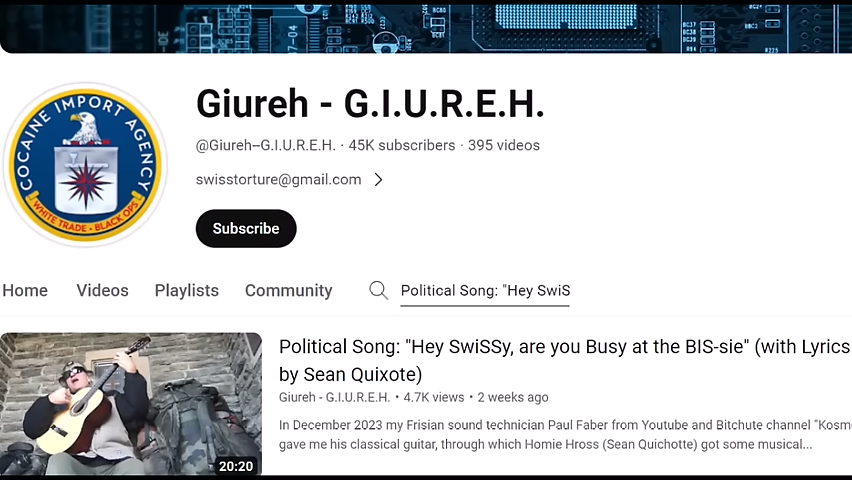 COCAINE IMPORT AGENCY
WHITE TRADE - BLACK OPS
Giureh - G.I.U.R.E.H.
@Giureh--G.I.U.R.E.H. · 45K subscribers · 395 videos
swisstorture@gmail.com
Subscribe
Home Videos Playlists Community Political Song: "Hey SwiS
Political Song: "Hey SwiSSy, are you Busy at the BIS-sie" (with Lyrics
by Sean Quixote)
Giureh - G.I.U.R.E.H. • 4.7K views • 2 weeks ago
In December 2023 my Frisian sound technician Paul Faber from Youtube and Bitchute channel "Kosm
gave me his classical guitar, through which Homie Hross (Sean Quichotte) got some musical...
20:20